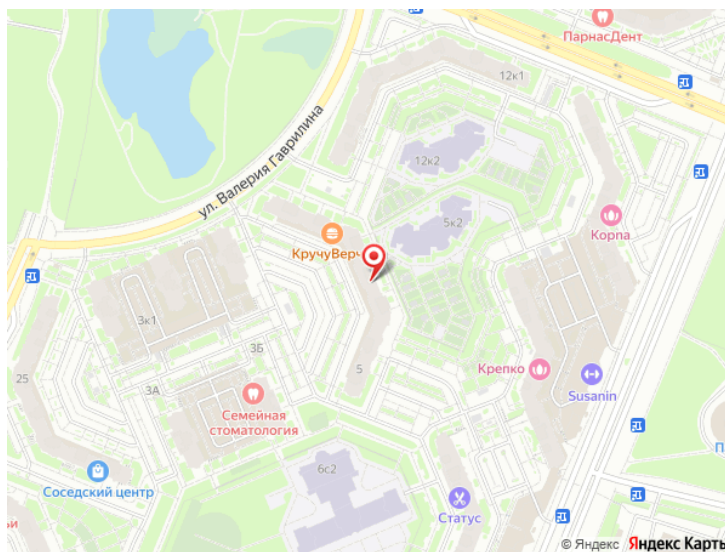 ПарнасДент
12к1
12к2
ул. Валерия Гаврилина
5к2
Корпа
КручуВерч
3к1
3Б
5
Крепко
25
3А
Susanin
Семейная
стоматология
6с2
Соседский центр
Статус
П
ьи
© Яндекс Яндекс Карты